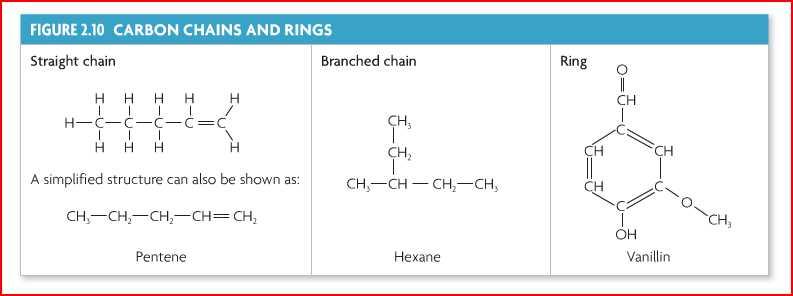 FIGURE 2.10 CARBON CHAINS AND RINGS
Straight chain
H H H H H
H—C—C—C—C=C
H H H H
A simplified structure can also be shown as:
CH₃—CH₂—CH₂—CH=CH₂
Pentene
Branched chain
CH₃
CH₂
CH₃—CH—CH₂—CH₃
Hexane
Ring
O
CH
C
CH CH
CH C
O
C
CH₃
OH
Vanillin